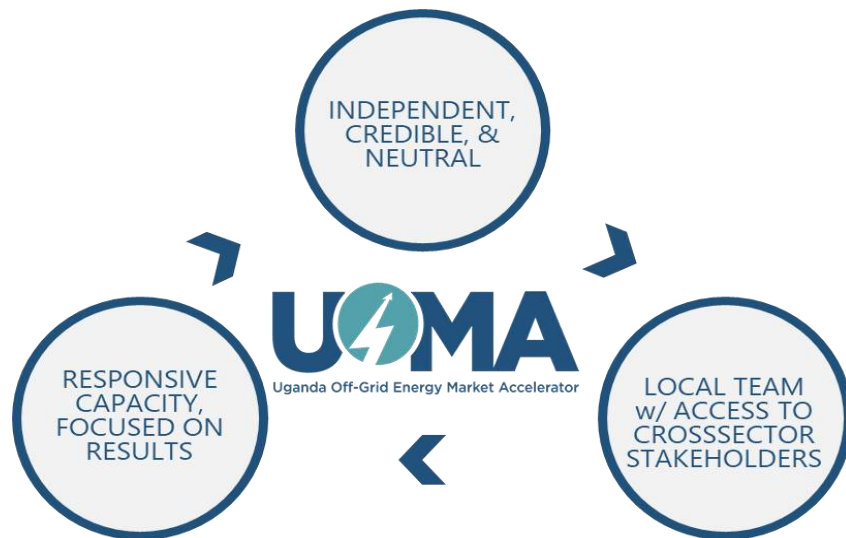 INDEPENDENT,
CREDIBLE, &
NEUTRAL
UOMA
Uganda Off-Grid Energy Market Accelerator
RESPONSIVE
CAPACITY,
FOCUSED ON
RESULTS
LOCAL TEAM
w/ ACCESS TO
CROSSSECTOR
STAKEHOLDERS